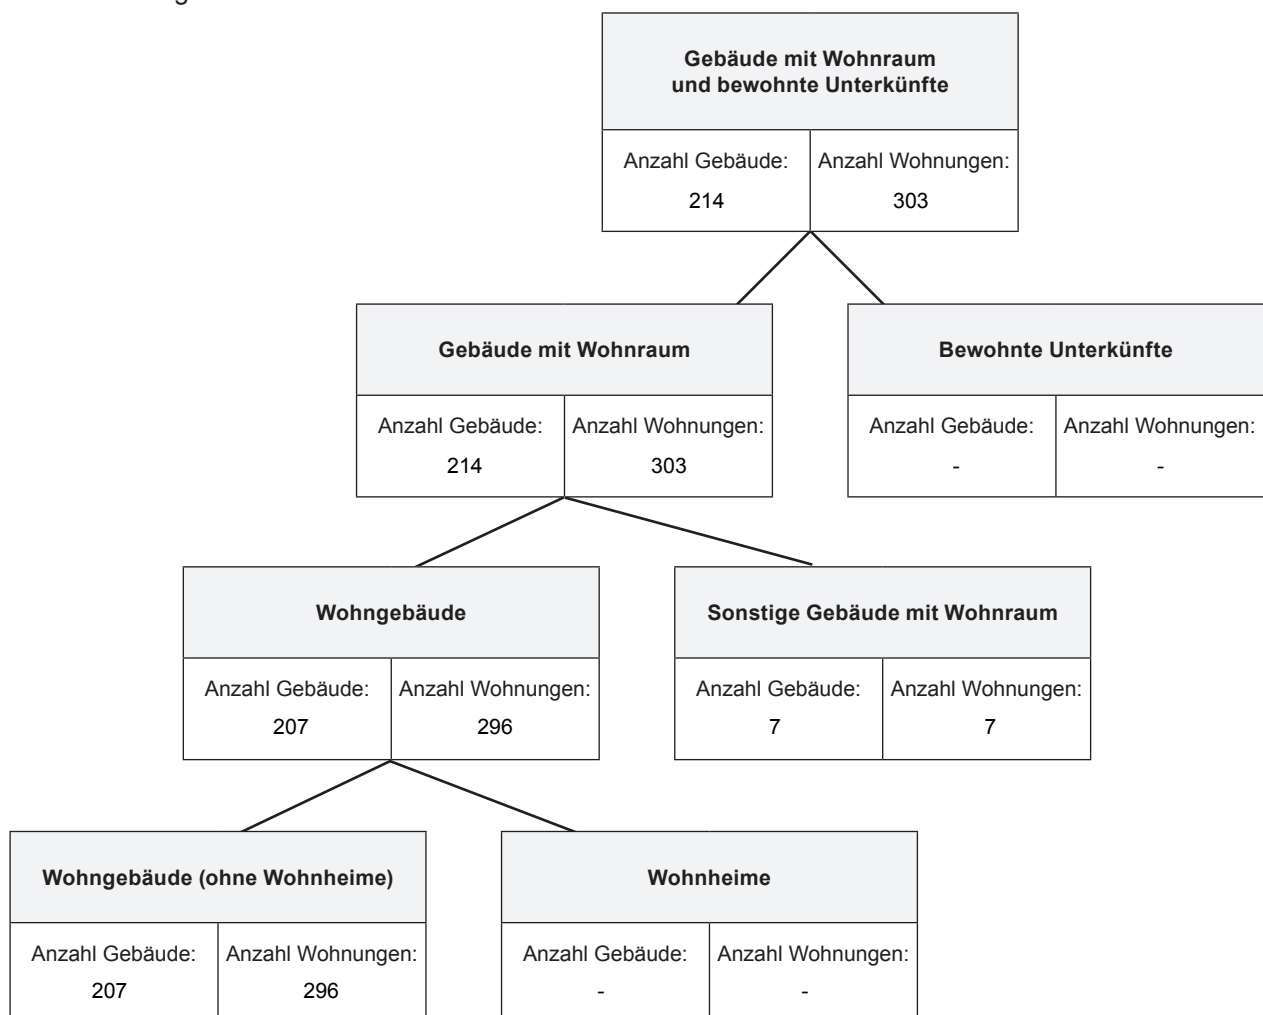 g
Gebäude mit Wohnraum
und bewohnte Unterkünfte
Anzahl Gebäude: Anzahl Wohnungen:
214 303
Gebäude mit Wohnraum
Bewohnte Unterkünfte
Anzahl Gebäude: Anzahl Wohnungen:
214 303
Anzahl Gebäude: Anzahl Wohnungen:
- -
Wohngebäude
Sonstige Gebäude mit Wohnraum
Anzahl Gebäude: Anzahl Wohnungen:
207 296
Anzahl Gebäude: Anzahl Wohnungen:
7 7
Wohngebäude (ohne Wohnheime)
Wohnheime
Anzahl Gebäude: Anzahl Wohnungen:
207 296
Anzahl Gebäude: Anzahl Wohnungen:
- -